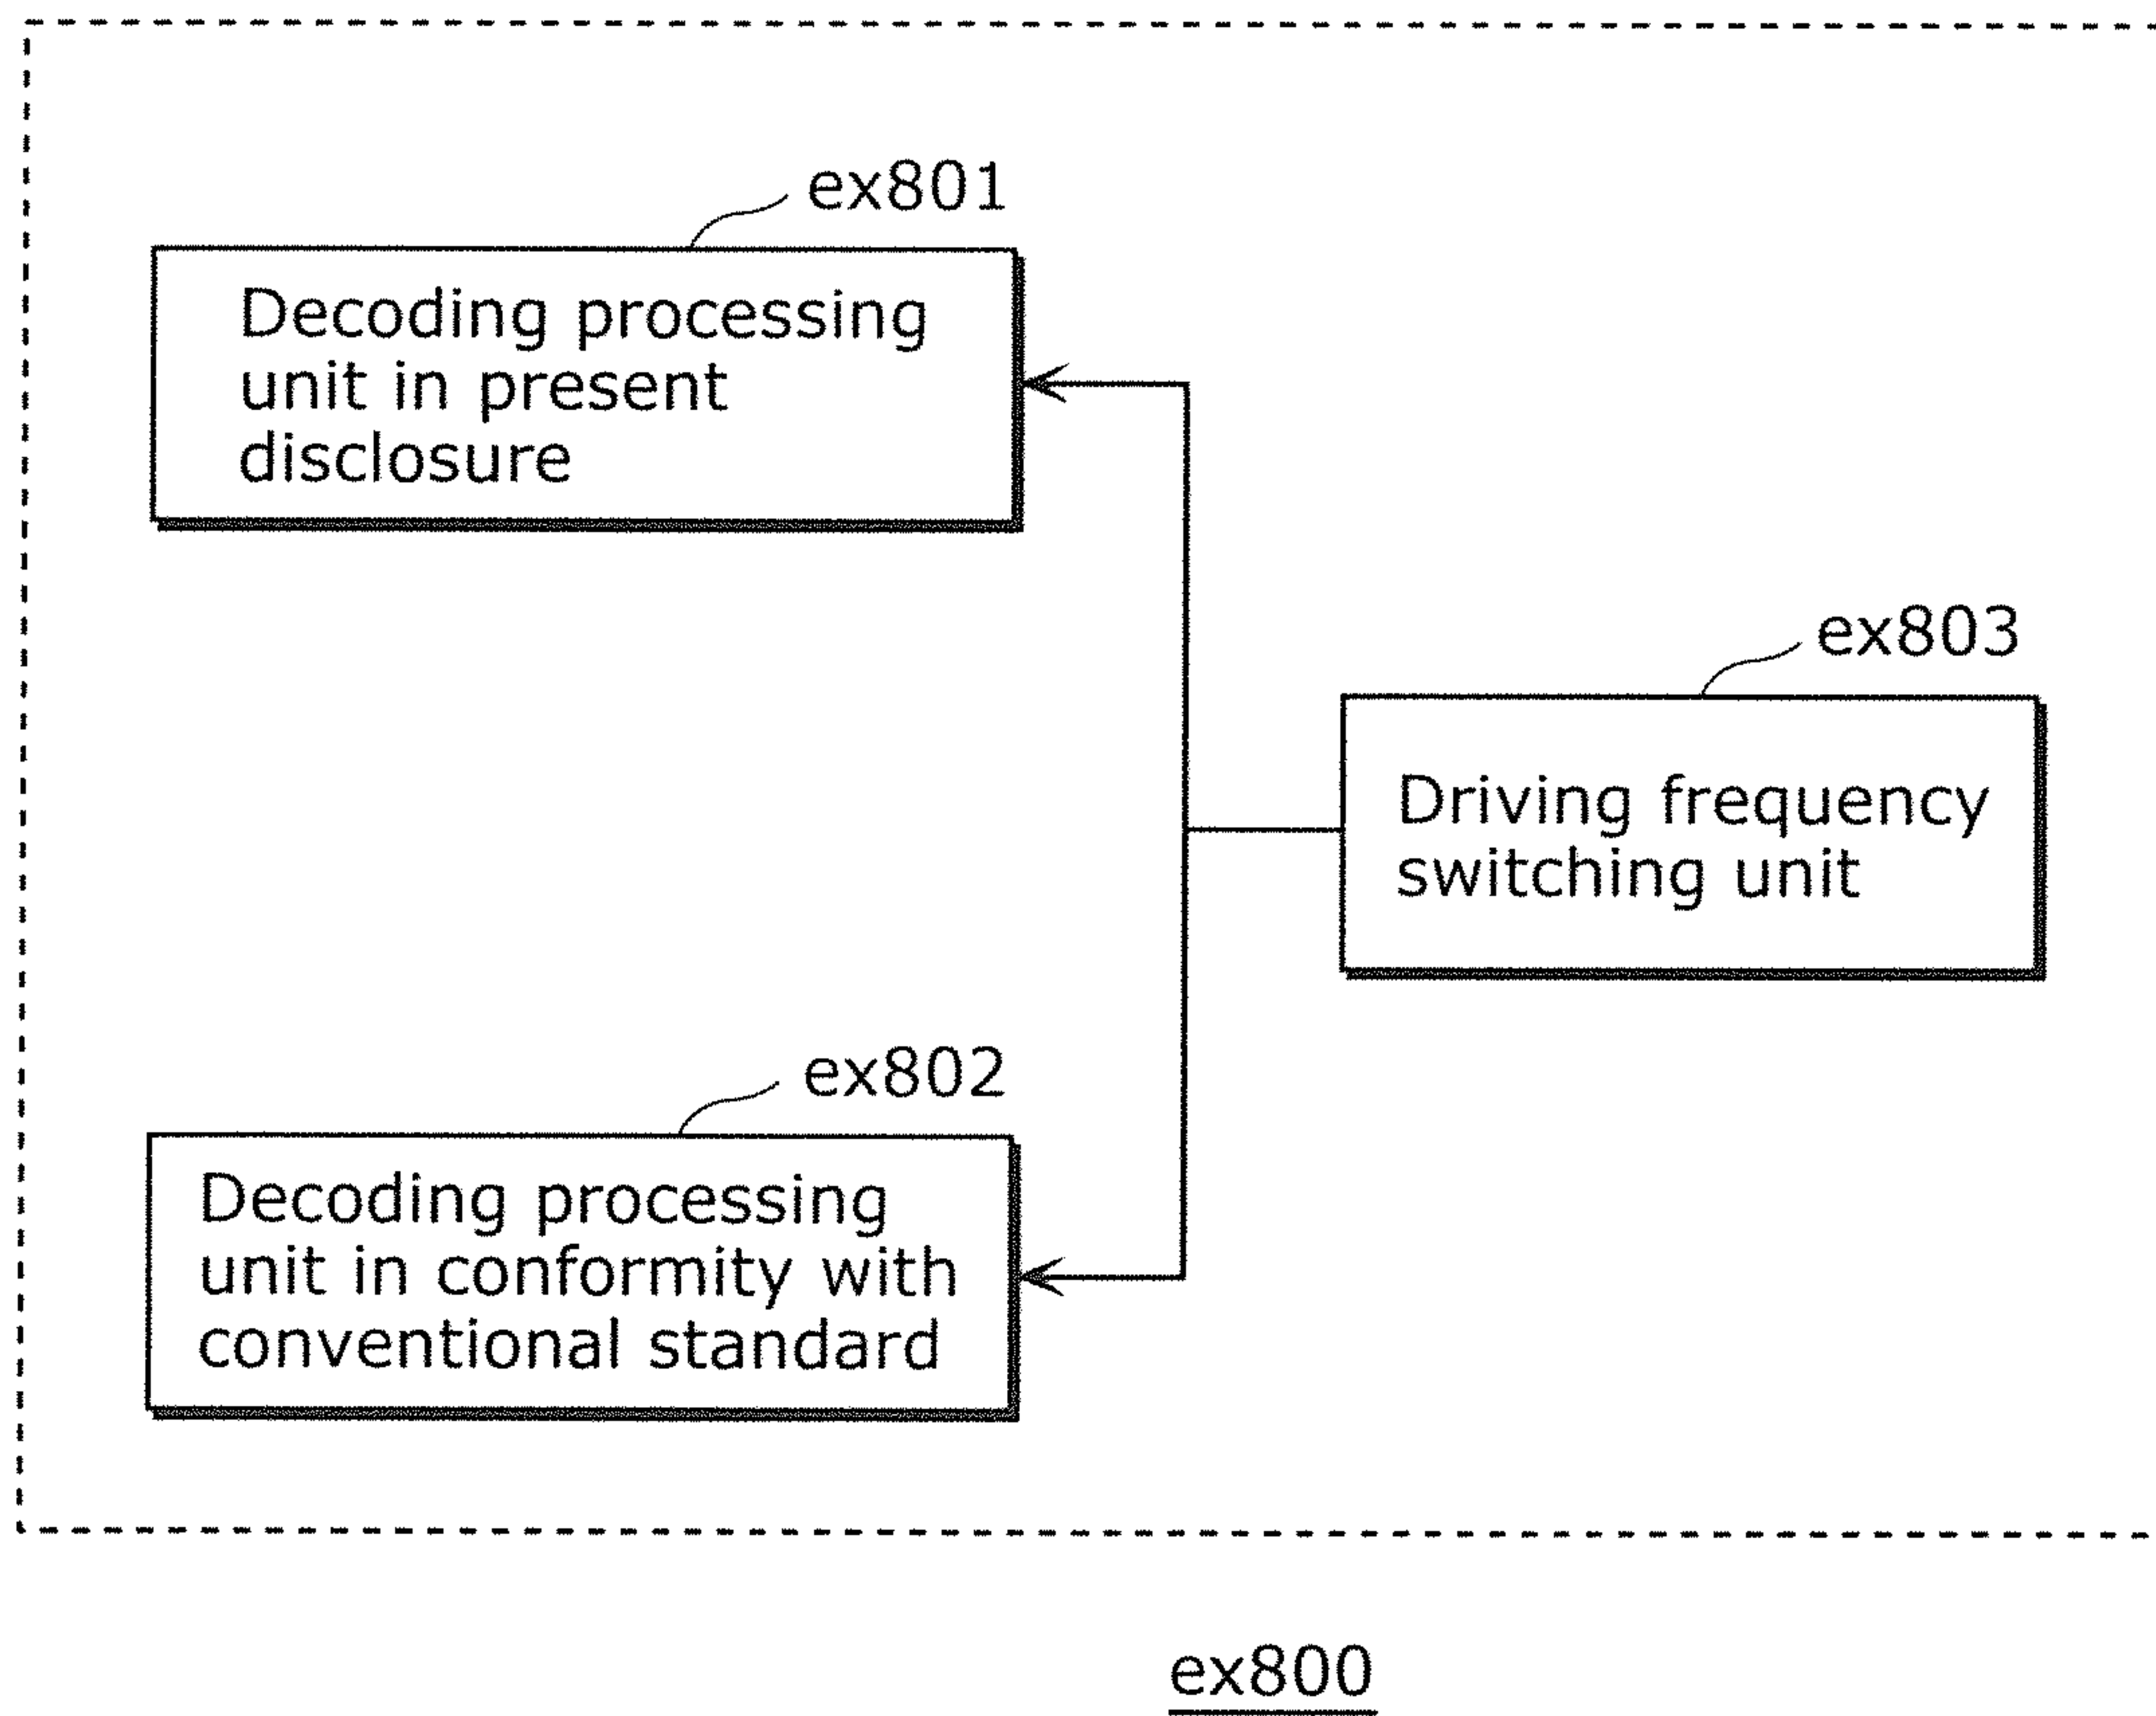 ex801
Decoding processing
unit in present
disclosure
ex803
Driving frequency
switching unit
ex802
Decoding processing
unit in conformity with
conventional standard
ex800